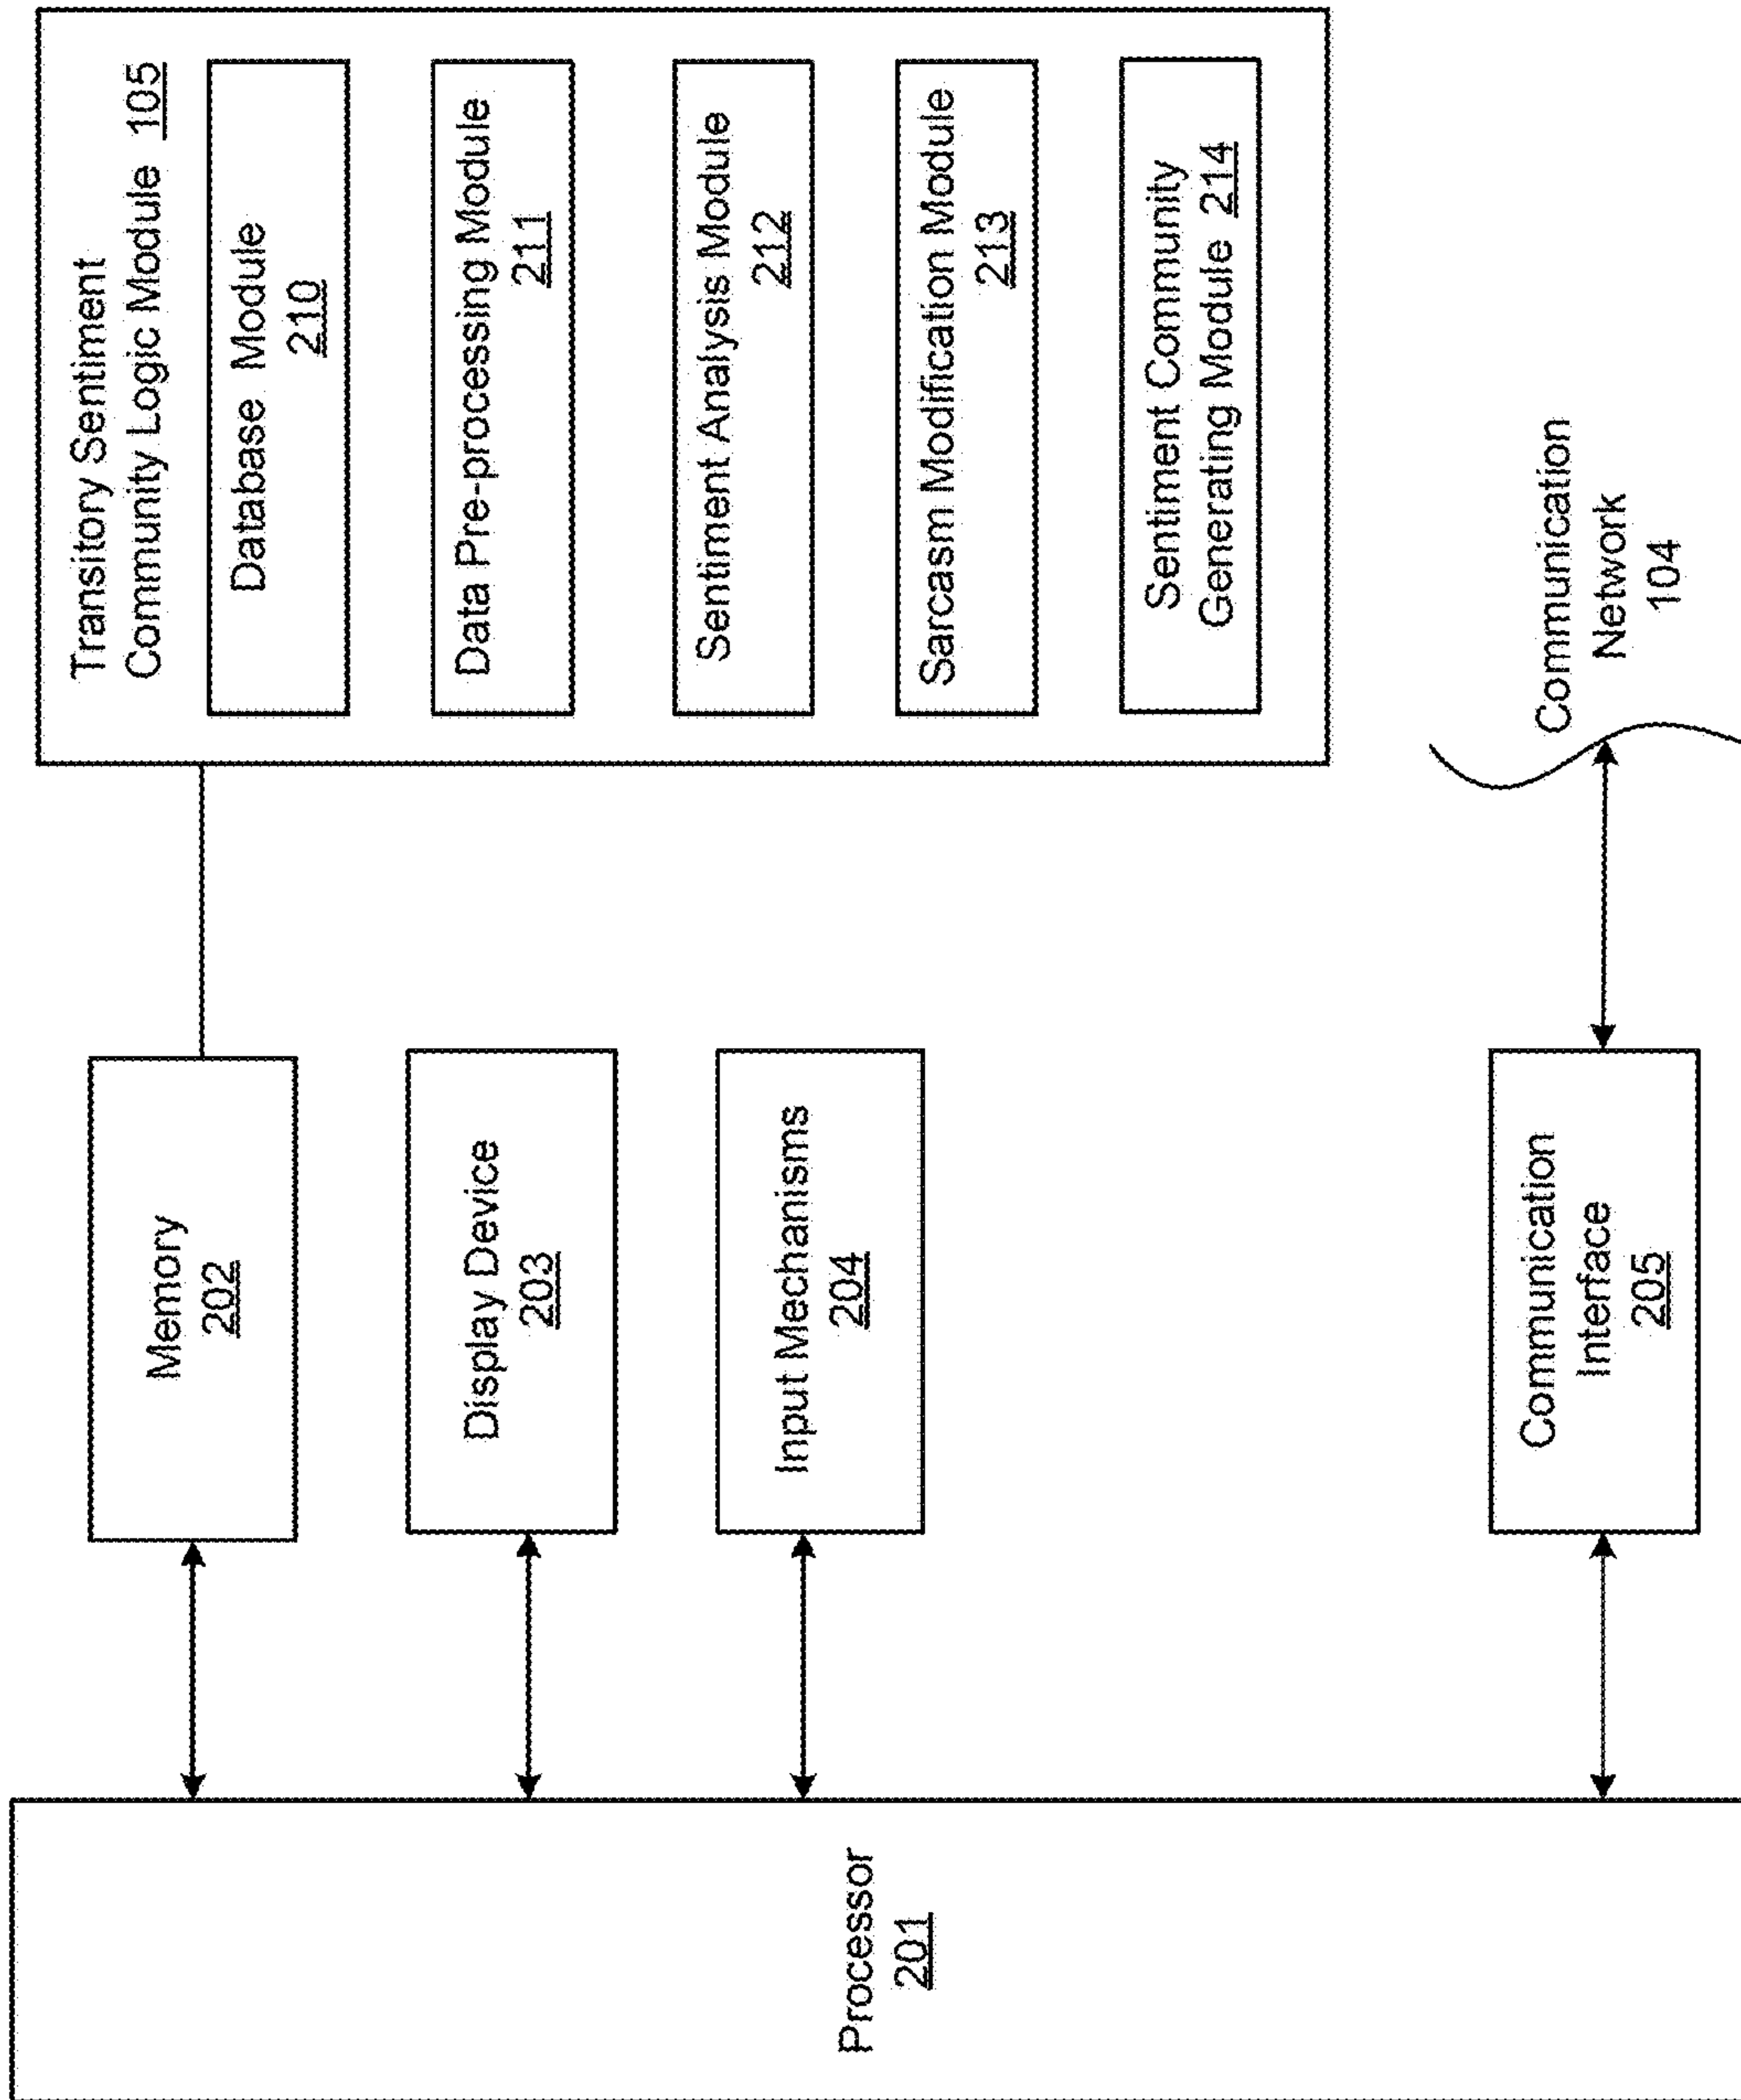 Processor
201
Memory
202
Display Device
203
Input Mechanisms
204
Communication
Interface
205
Transitory Sentiment
Community Logic Module 105
Database Module
210
Data Pre-processing Module
211
Sentiment Analysis Module
212
Sarcasm Modification Module
213
Sentiment Community
Generating Module 214
Communication
Network
104